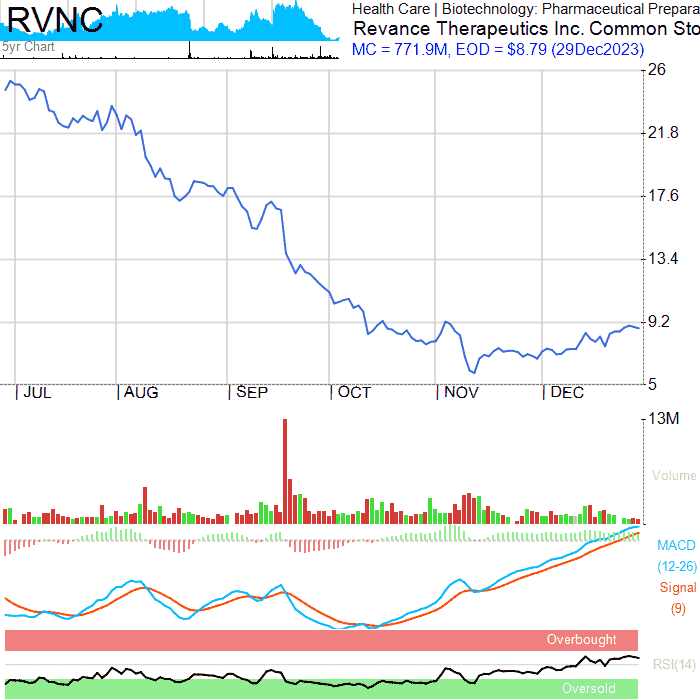 RVNC
5yr Chart
Health Care | Biotechnology: Pharmaceutical Prepara
Revance Therapeutics Inc. Common Sto
MC = 771.9M, EOD = $8.79 (29Dec2023)
26
21.8
17.6
13.4
9.2
5
JUL AUG SEP OCT NOV DEC
13M
Volume
MACD
(12-26)
Signal
(9)
Overbought
RSI(14)
Oversold